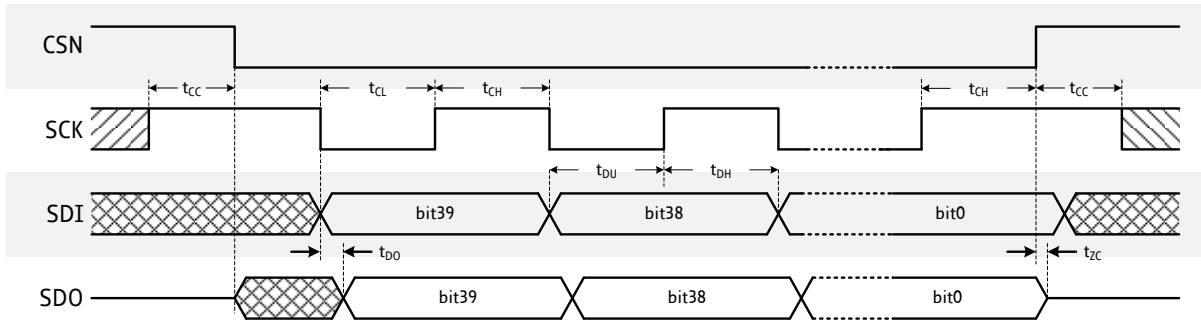 CSN
tCC tCL tCH tCH tCC
SCK
tDU tDH
SDI bit39 bit38 bit0
tDO tZC
SDO bit39 bit38 bit0